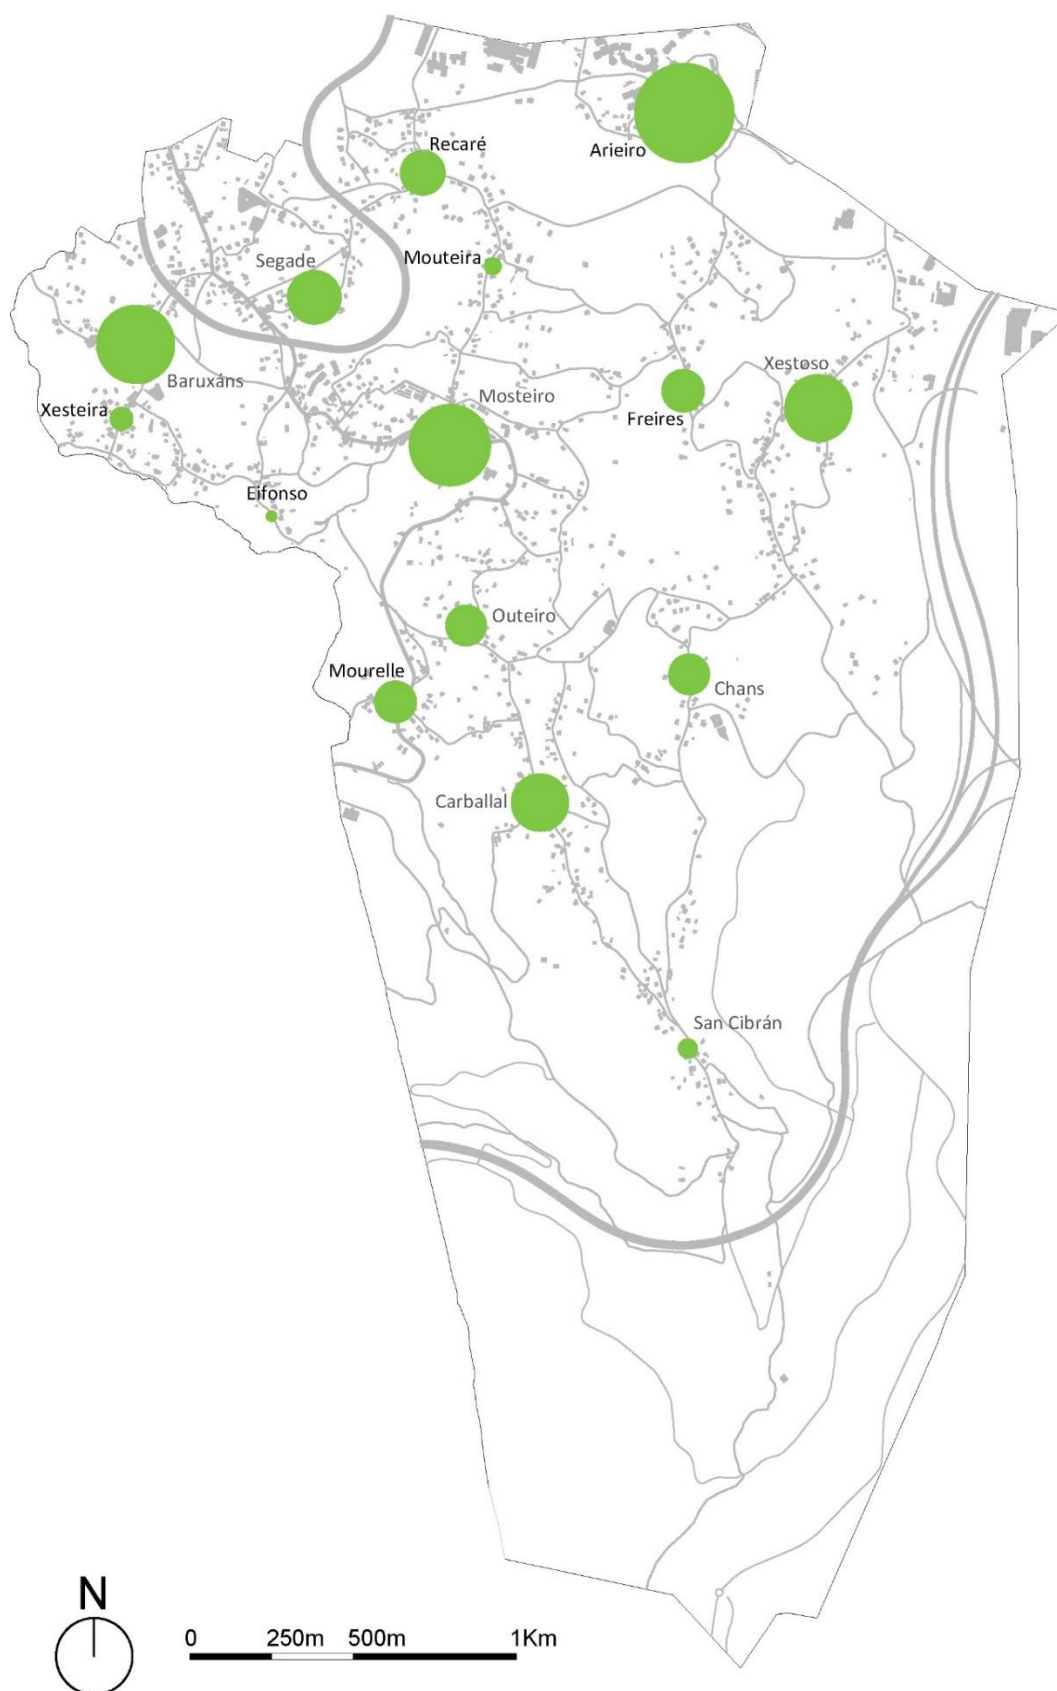 Recaré
Arieiro
Mouteira
Segade
Baruxáns
Xestoso
Mosteiro
Xesteira
Freires
Eifonso
Outeiro
Mourelle
Chans
Carballal
San Cibrán
N
0 250m 500m 1Km